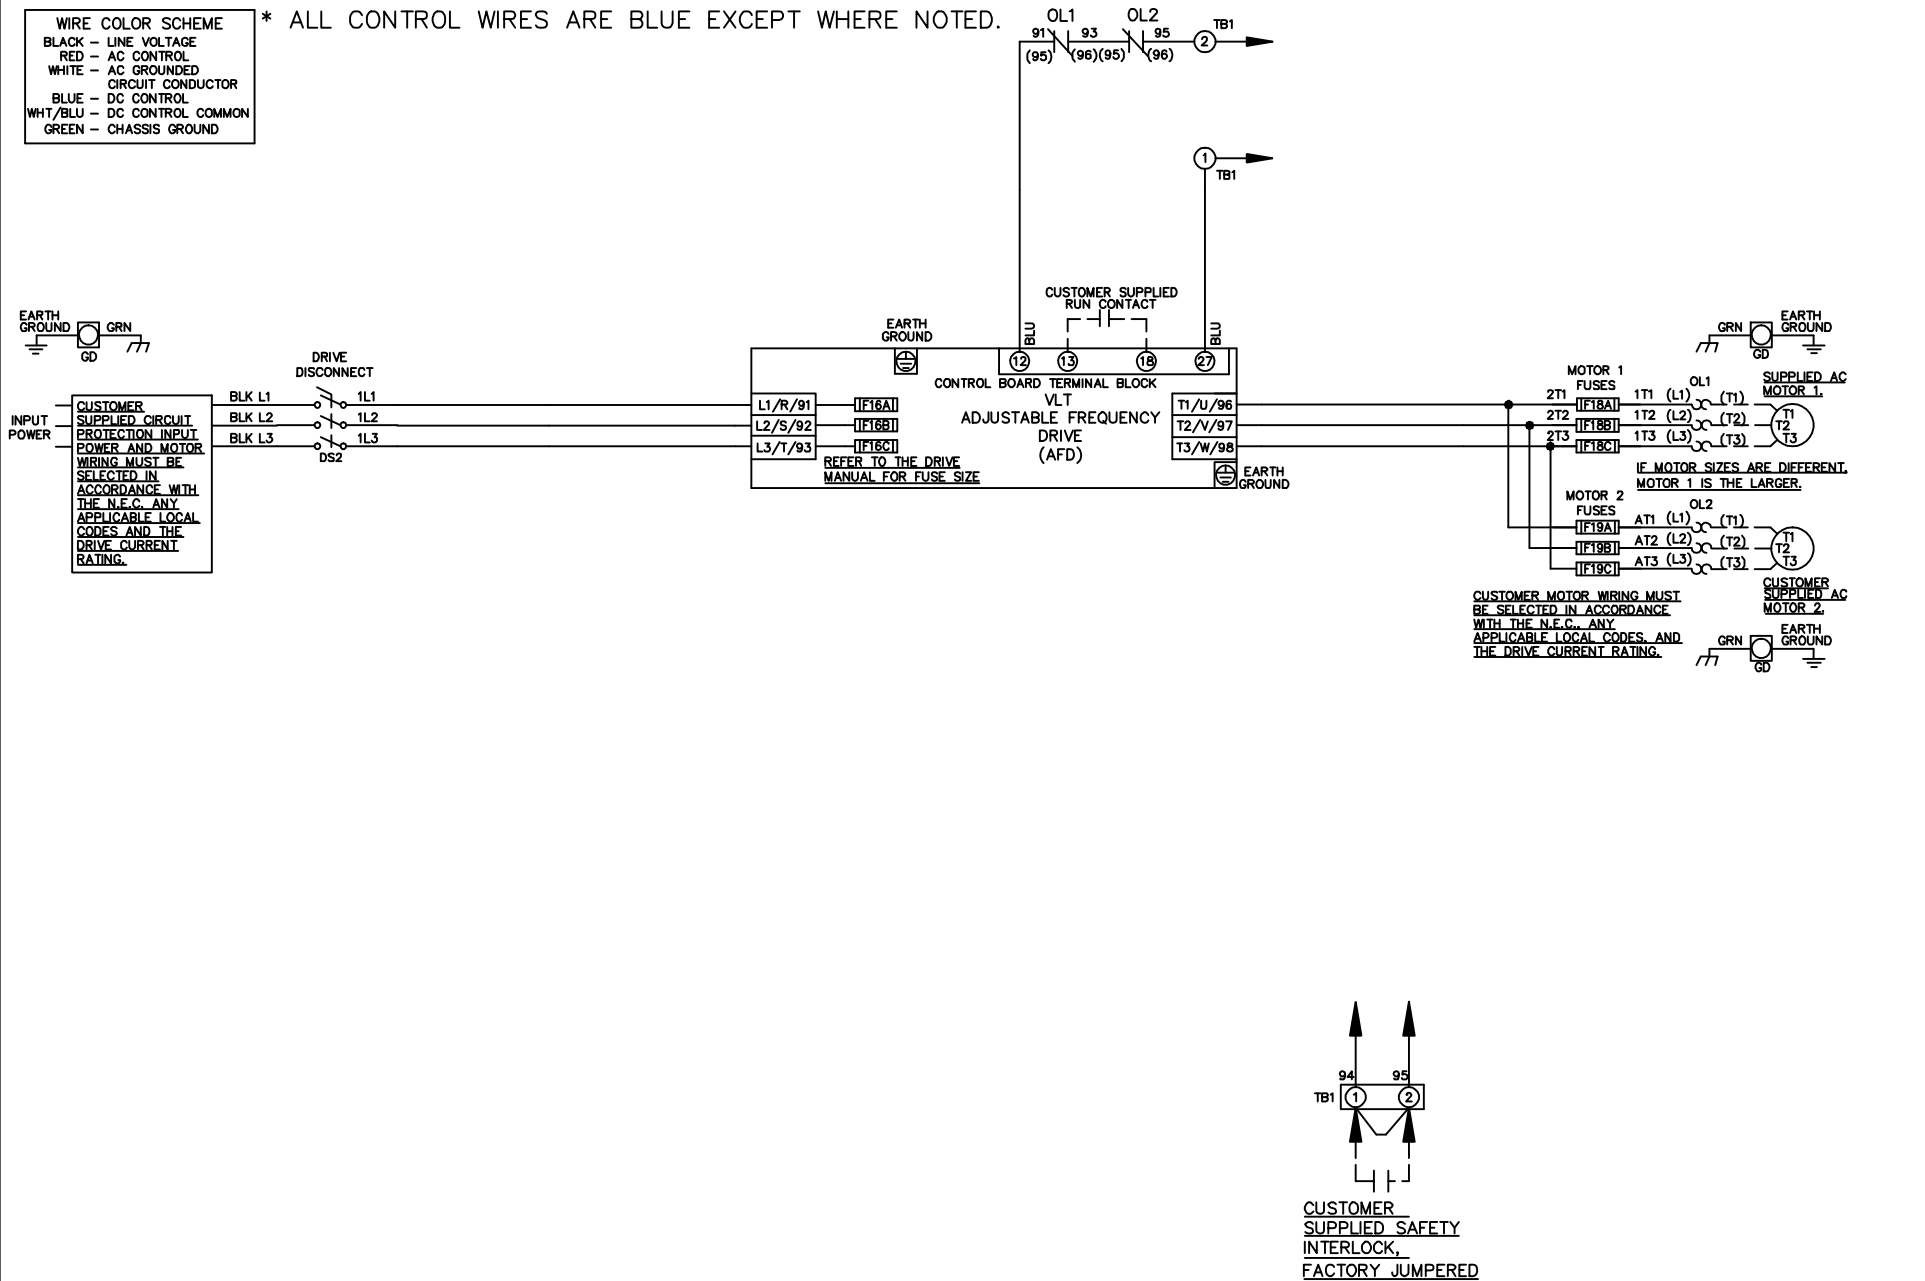 WIRE COLOR SCHEME
BLACK – LINE VOLTAGE
RED – AC CONTROL
WHITE – AC GROUNDED
CIRCUIT CONDUCTOR
BLUE – DC CONTROL
WHT/BLU – DC CONTROL COMMON
GREEN – CHASSIS GROUND
* ALL CONTROL WIRES ARE BLUE EXCEPT WHERE NOTED.
OL1 OL2
91 93 95 2 TB1
(95) (96)(95) (96)
1
TB1
CUSTOMER SUPPLIED
RUN CONTACT
BLU BLU
EARTH
GROUND
12 13 18 27
CONTROL BOARD TERMINAL BLOCK
VLT
ADJUSTABLE FREQUENCY
DRIVE
(AFD)
L1/R/91 F16A
L2/S/92 F16B
L3/T/93 F16C
REFER TO THE DRIVE
MANUAL FOR FUSE SIZE
T1/U/96
T2/V/97
T3/W/98
EARTH
GROUND
EARTH
GROUND GRN
GD
DRIVE
DISCONNECT
BLK L1 1L1
BLK L2 1L2
BLK L3 1L3
DS2
INPUT
POWER
CUSTOMER
SUPPLIED CIRCUIT
PROTECTION INPUT
POWER AND MOTOR
WIRING MUST BE
SELECTED IN
ACCORDANCE WITH
THE N.E.C. ANY
APPLICABLE LOCAL
CODES AND THE
DRIVE CURRENT
RATING.
EARTH
GRN GROUND
GD
MOTOR 1
FUSES
OL1
SUPPLIED AC
MOTOR 1.
2T1 F18A 1T1 (L1) (T1) T1
2T2 F18B 1T2 (L2) (T2) T2
2T3 F18C 1T3 (L3) (T3) T3
IF MOTOR SIZES ARE DIFFERENT,
MOTOR 1 IS THE LARGER.
MOTOR 2
FUSES
OL2
F19A AT1 (L1) (T1) T1
F19B AT2 (L2) (T2) T2
F19C AT3 (L3) (T3) T3
CUSTOMER
SUPPLIED AC
MOTOR 2.
CUSTOMER MOTOR WIRING MUST
BE SELECTED IN ACCORDANCE
WITH THE N.E.C., ANY
APPLICABLE LOCAL CODES, AND
THE DRIVE CURRENT RATING.
EARTH
GRN GROUND
GD
94 95
TB1 1 2
CUSTOMER
SUPPLIED SAFETY
INTERLOCK,
FACTORY JUMPERED